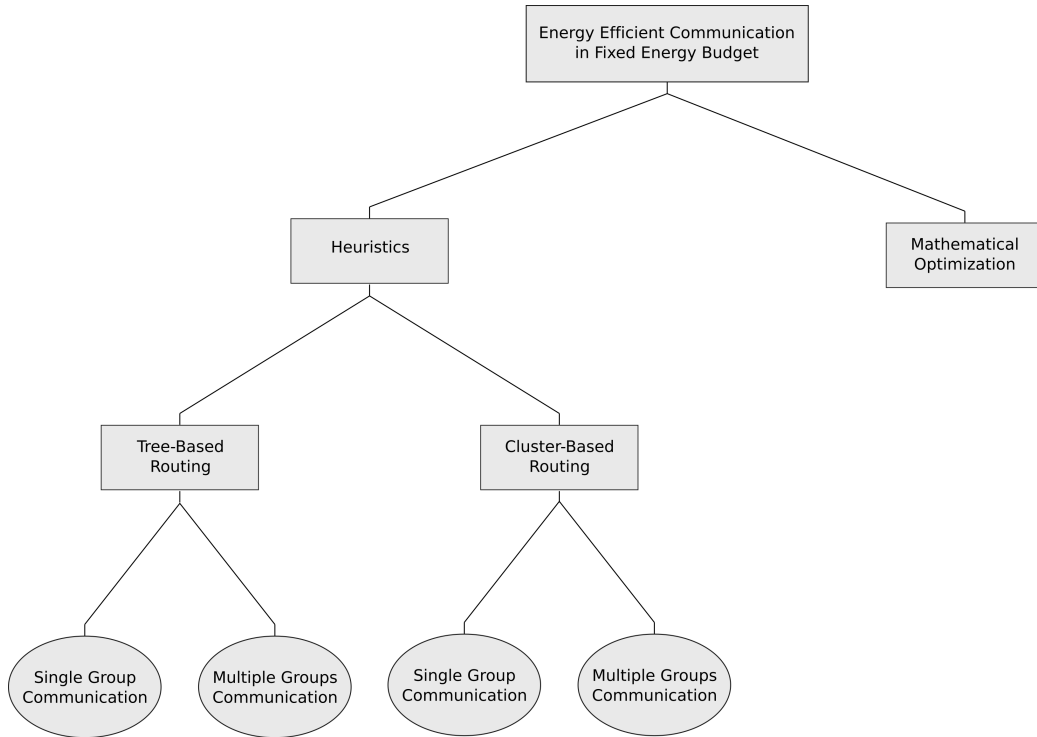 Energy Efficient Communication
in Fixed Energy Budget
Heuristics
Mathematical
Optimization
Tree-Based
Routing
Cluster-Based
Routing
Single Group
Communication
Multiple Groups
Communication
Single Group
Communication
Multiple Groups
Communication